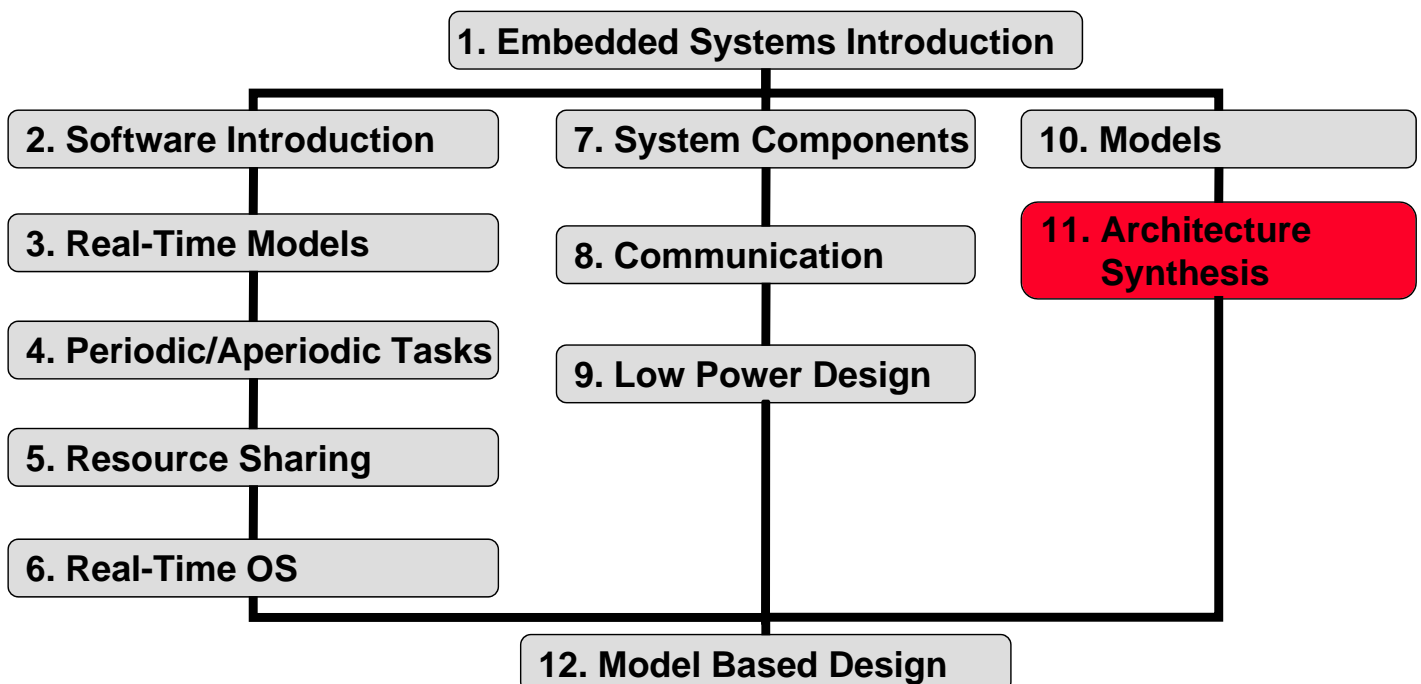 1. Embedded Systems Introduction
2. Software Introduction
7. System Components
10. Models
3. Real-Time Models
8. Communication
11. Architecture
Synthesis
4. Periodic/Aperiodic Tasks
9. Low Power Design
5. Resource Sharing
6. Real-Time OS
12. Model Based Design